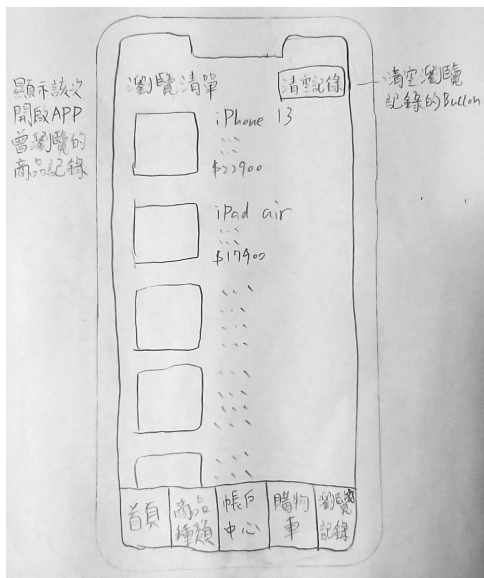 瀏覽清單
清空記錄
顯示該次
開啟APP
曾瀏覽的
商品記錄
清空瀏覽
記錄的Button
iPhone 13
$22900
iPad air
$17900
首頁
商品
種類
帳戶
中心
購物
車
瀏覽
記錄